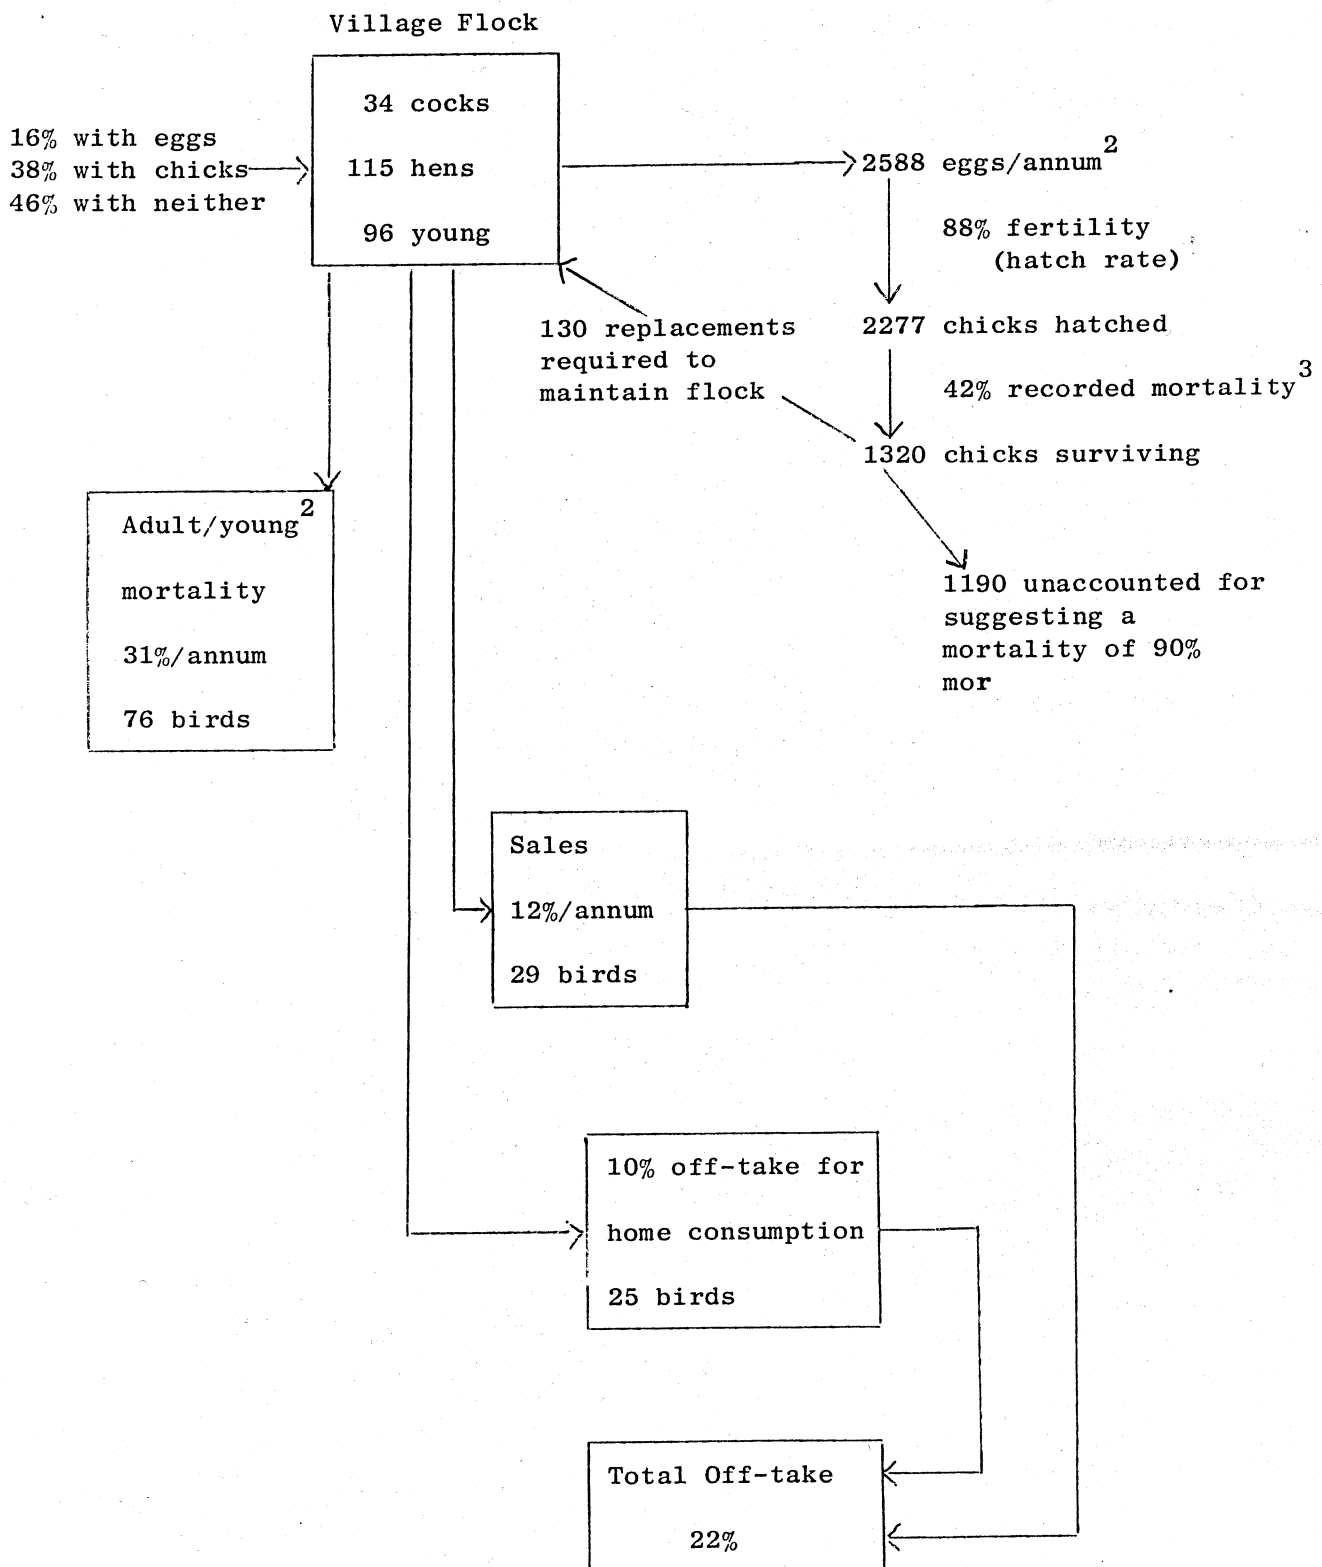 Village Flock
34 cocks
115 hens
96 young
16% with eggs
38% with chicks
46% with neither
2588 eggs/annum2
88% fertility
(hatch rate)
2277 chicks hatched
42% recorded mortality3
1320 chicks surviving
130 replacements
required to
maintain flock
1190 unaccounted for
suggesting a
mortality of 90%
mor
Adult/young2
mortality
31%/annum
76 birds
Sales
12%/annum
29 birds
10% off-take for
home consumption
25 birds
Total Off-take
22%